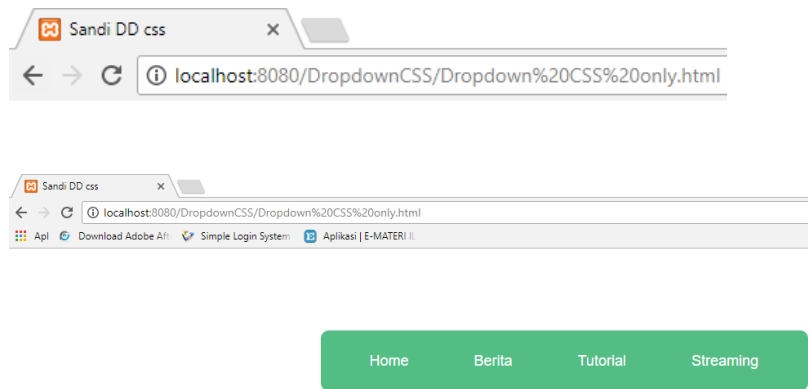 Sandi DD css
localhost:8080/DropdownCSS/Dropdown%20CSS%20only.html
Sandi DD css
localhost:8080/DropdownCSS/Dropdown%20CSS%20only.html
Apl Download Adobe Aft Simple Login System Aplikasi | E-MATERI IL
Home Berita Tutorial Streaming